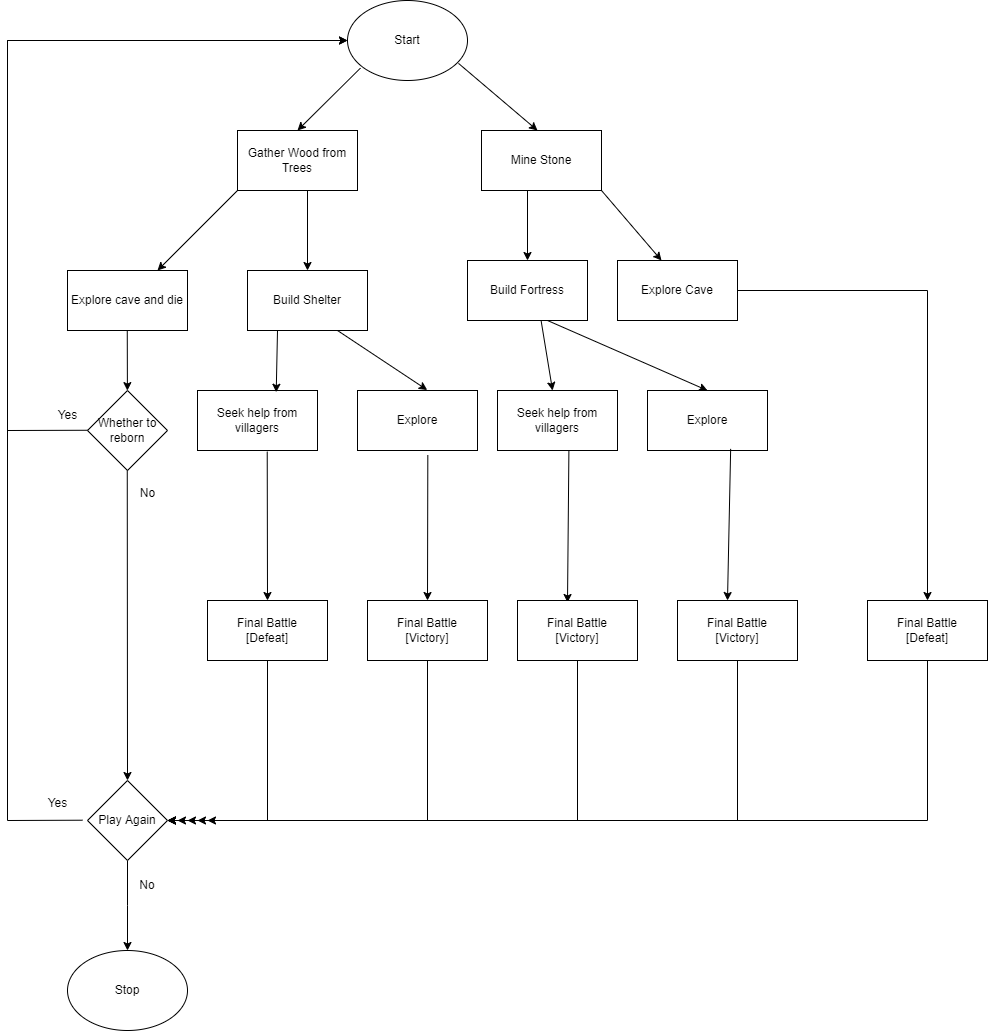 Start
Gather Wood from
Trees
Mine Stone
Explore cave and die
Build Shelter
Build Fortress
Explore Cave
Yes
Whether to
reborn
No
Seek help from
villagers
Explore
Seek help from
villagers
Explore
Final Battle
[Defeat]
Final Battle
[Victory]
Final Battle
[Victory]
Final Battle
[Victory]
Final Battle
[Defeat]
Yes
Play Again
No
Stop